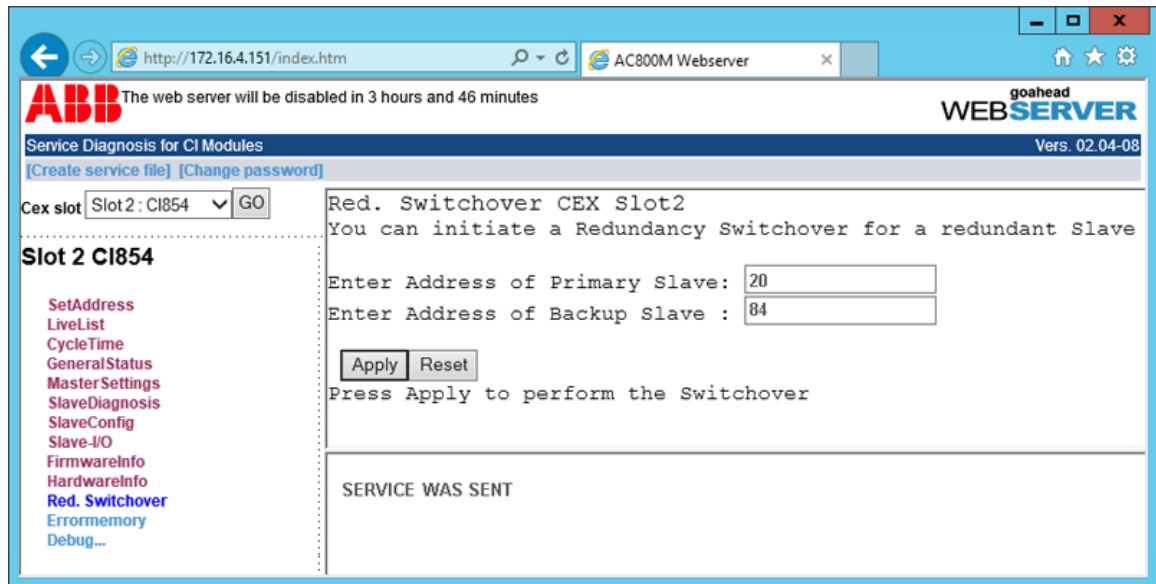 http://172.16.4.151/index.htm
AC800M Webserver
ABB The web server will be disabled in 3 hours and 46 minutes
goahead
WEBSERVER
Service Diagnosis for CI Modules Vers. 02.04-08
[Create service file] [Change password]
Cex slot Slot 2 : CI854 GO
Slot 2 CI854
SetAddress
LiveList
CycleTime
GeneralStatus
MasterSettings
SlaveDiagnosis
SlaveConfig
Slave-I/O
FirmwareInfo
HardwareInfo
Red. Switchover
Errormemory
Debug...
Red. Switchover CEX Slot2
You can initiate a Redundancy Switchover for a redundant Slave
Enter Address of Primary Slave: 20
Enter Address of Backup Slave : 84
Apply Reset
Press Apply to perform the Switchover
SERVICE WAS SENT